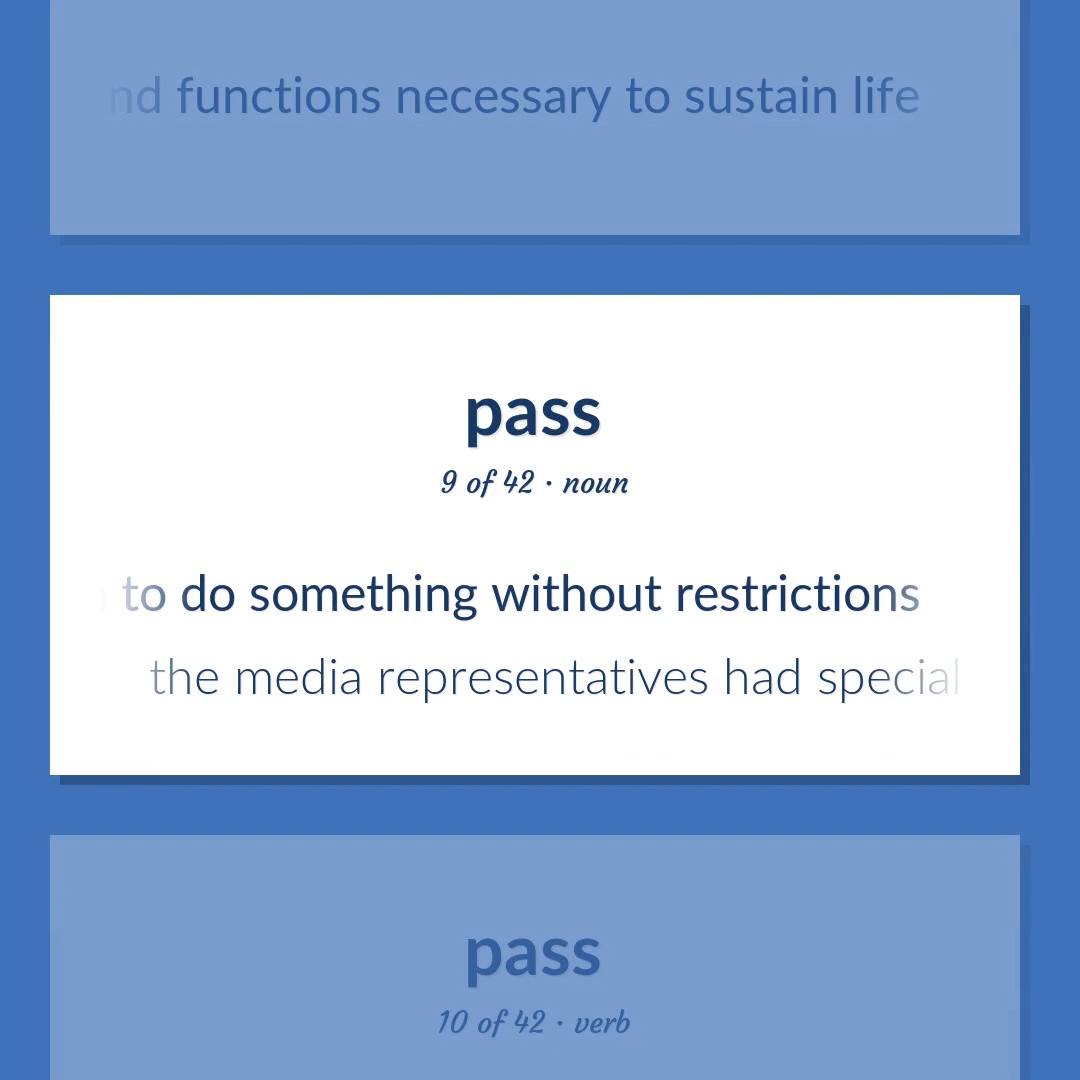 nd functions necessary to sustain life
pass
9 of 42 · noun
to do something without restrictions
the media representatives had special
pass
10 of 42 · verb